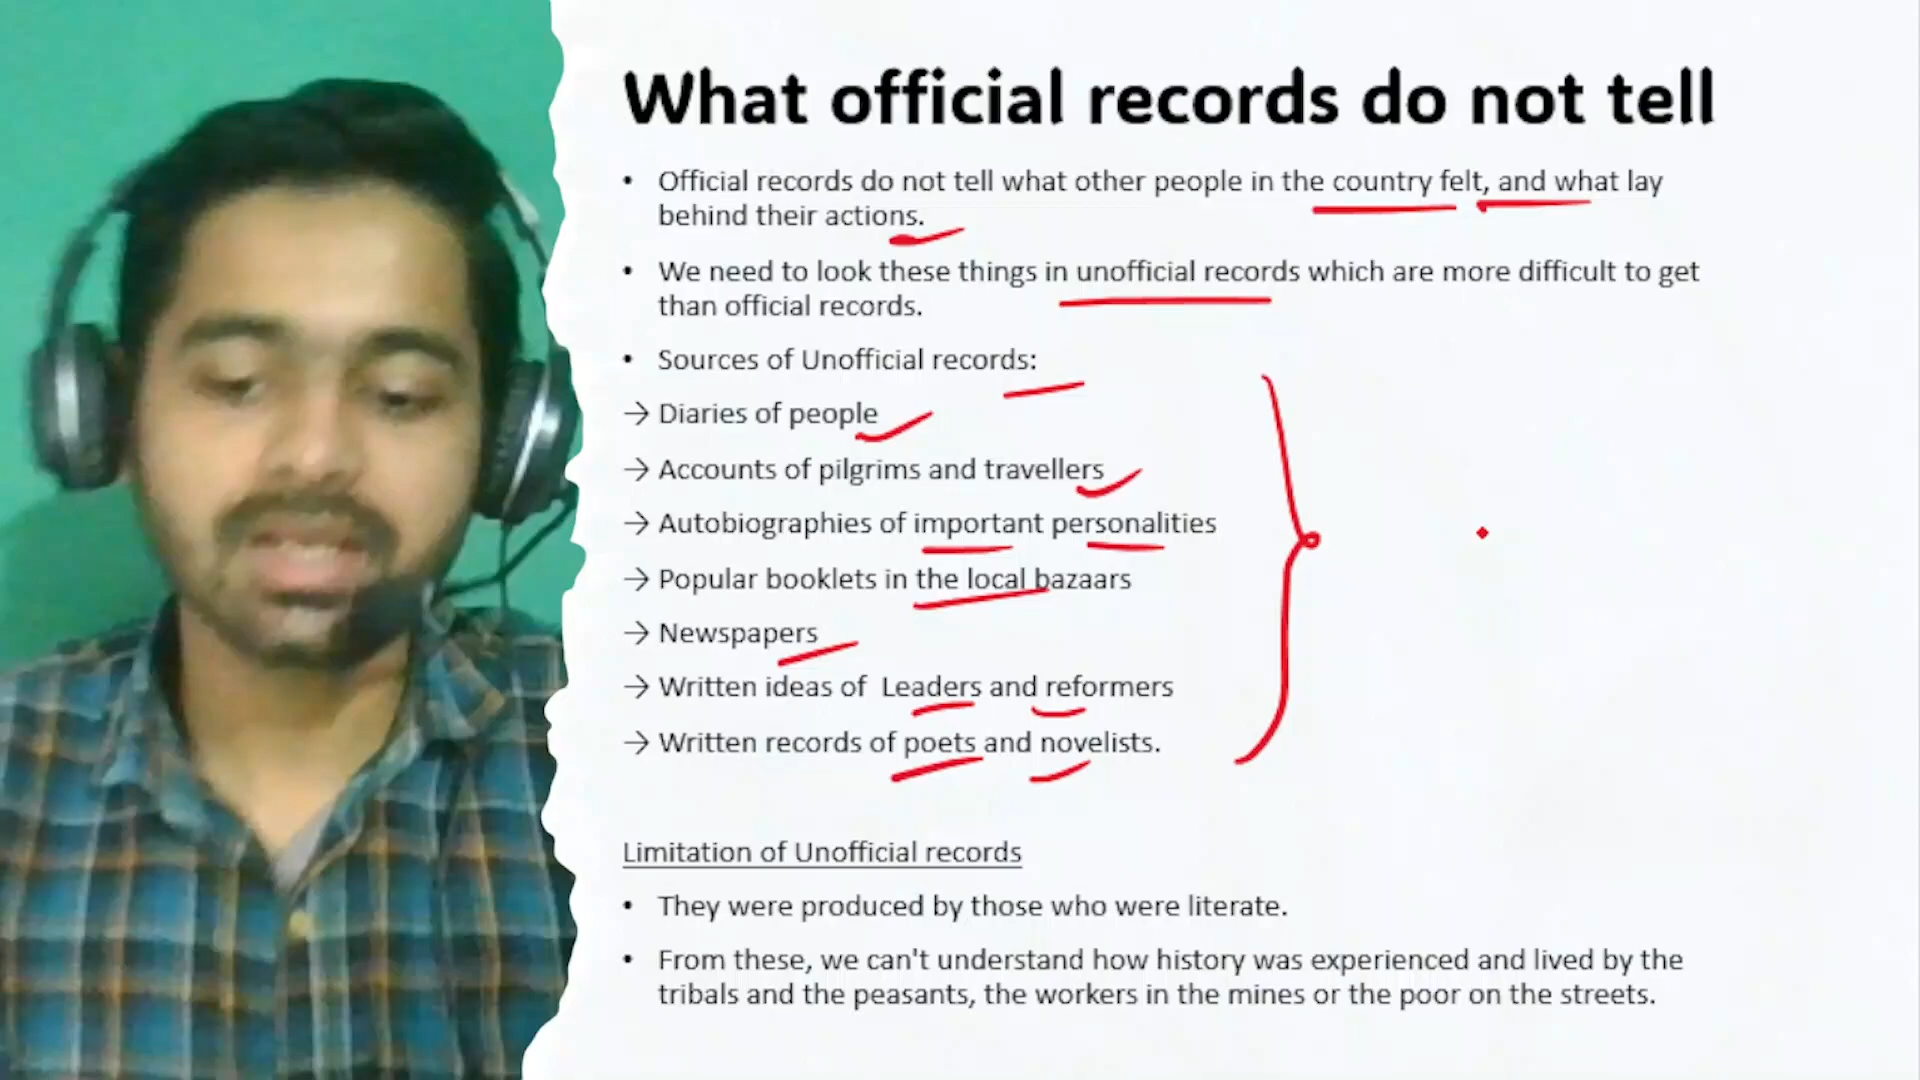 What official records do not tell
• Official records do not tell what other people in the country felt, and what lay
behind their actions.
• We need to look these things in unofficial records which are more difficult to get
than official records.
• Sources of Unofficial records:
→ Diaries of people
→ Accounts of pilgrims and travellers
→ Autobiographies of important personalities
→ Popular booklets in the local bazaars
→ Newspapers
→ Written ideas of Leaders and reformers
→ Written records of poets and novelists.
Limitation of Unofficial records
• They were produced by those who were literate.
• From these, we can't understand how history was experienced and lived by the
tribals and the peasants, the workers in the mines or the poor on the streets.